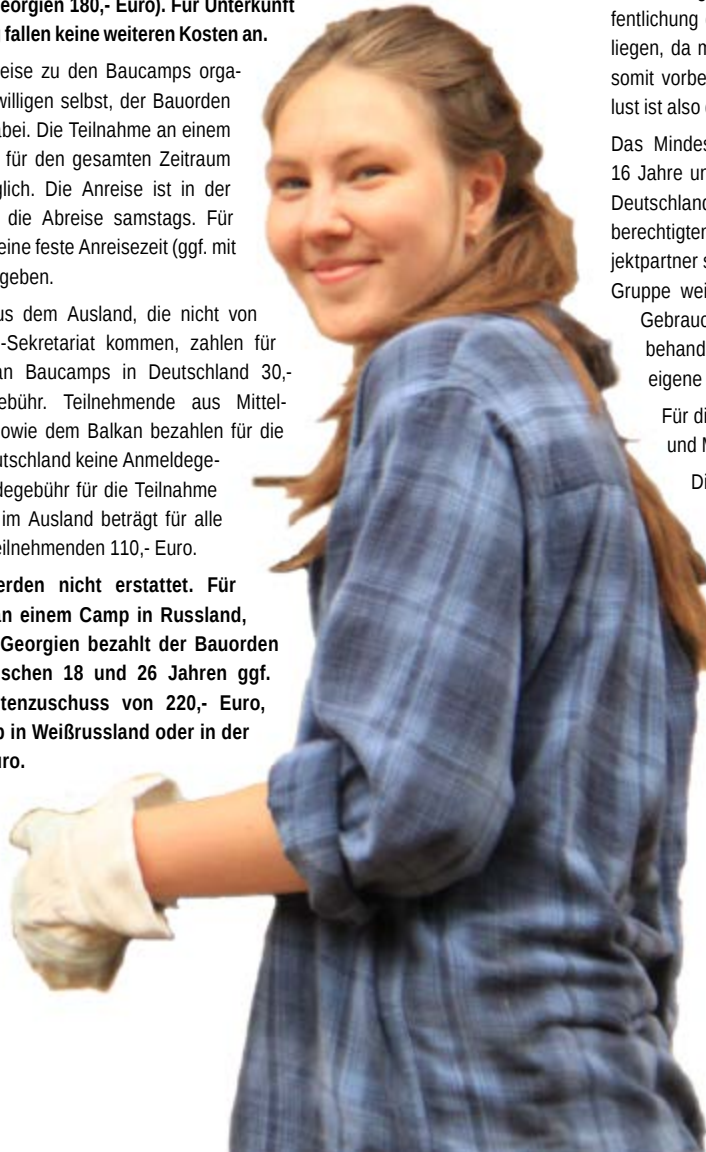 eorgien 180,- Euro). Für Unterkunft
fallen keine weiteren Kosten an.
eise zu den Baucamps orga-
willigen selbst, der Bauorden
abei. Die Teilnahme an einem
für den gesamten Zeitraum
glich. Die Anreise ist in der
die Abreise samstags. Für
eine feste Anreisezeit (ggf. mit
geben.
us dem Ausland, die nicht von
-Sekretariat kommen, zahlen für
an Baucamps in Deutschland 30,-
ebühr. Teilnehmende aus Mittel-
owie dem Balkan bezahlen für die
utschland keine Anmeldege-
degebühr für die Teilnahme
im Ausland beträgt für alle
eilnehmenden 110,- Euro.
erden nicht erstattet. Für
an einem Camp in Russland,
Georgien bezahlt der Bauorden
schen 18 und 26 Jahren ggf.
tenzuschuss von 220,- Euro,
o in Weißrussland oder in der
uro.
fentlichung
liegen, da m
somit vorbe
lust ist also
Das Mindes
16 Jahre un
Deutschland
berechtigten
jektpartner s
Gruppe wei
Gebrauc
behand
eigene
Für di
und M
Di